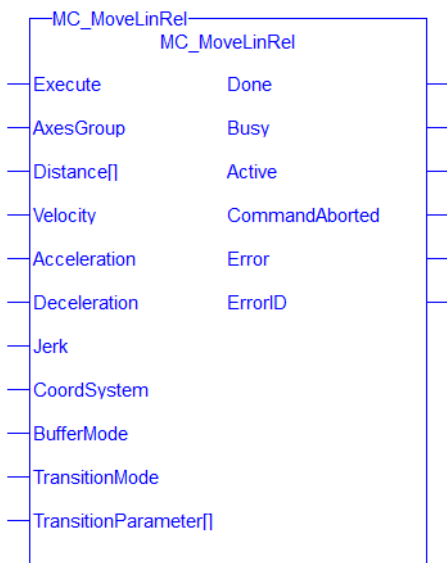 MC_MoveLinRel
MC_MoveLinRel
Execute Done
AxesGroup Busy
Distance[] Active
Velocity CommandAborted
Acceleration Error
Deceleration ErrorID
Jerk
CoordSystem
BufferMode
TransitionMode
TransitionParameter[]